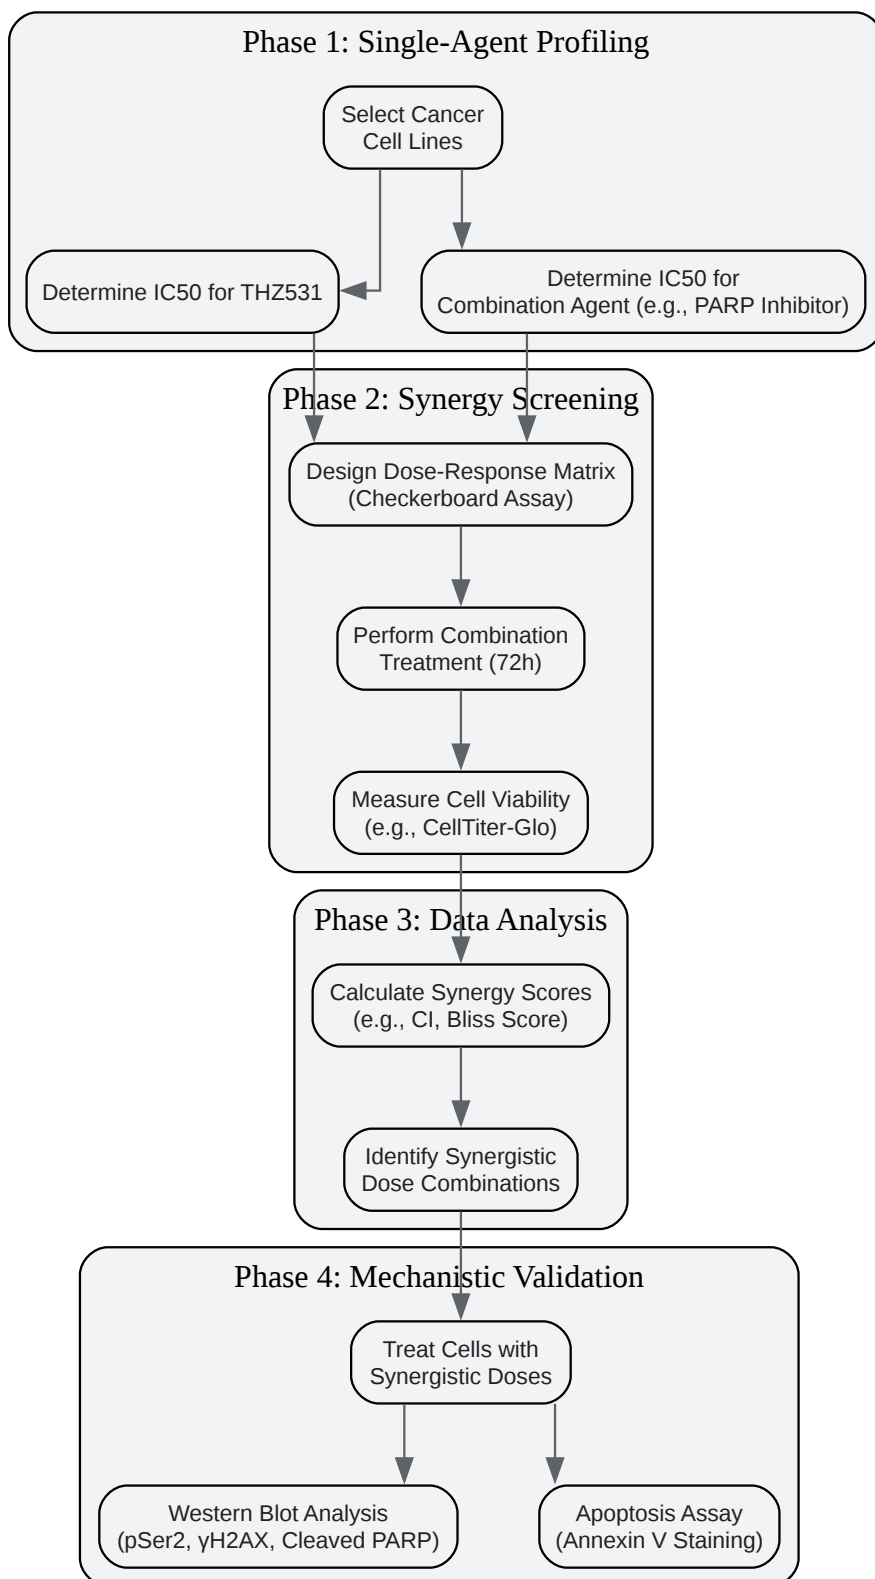 Phase 1: Single-Agent Profiling
Select Cancer
Cell Lines
Determine IC50 for THZ531
Determine IC50 for
Combination Agent (e.g., PARP Inhibitor)
Phase 2: Synergy Screening
Design Dose-Response Matrix
(Checkerboard Assay)
Perform Combination
Treatment (72h)
Measure Cell Viability
(e.g., CellTiter-Glo)
Phase 3: Data Analysis
Calculate Synergy Scores
(e.g., CI, Bliss Score)
Identify Synergistic
Dose Combinations
Phase 4: Mechanistic Validation
Treat Cells with
Synergistic Doses
Western Blot Analysis
(pSer2, γH2AX, Cleaved PARP)
Apoptosis Assay
(Annexin V Staining)